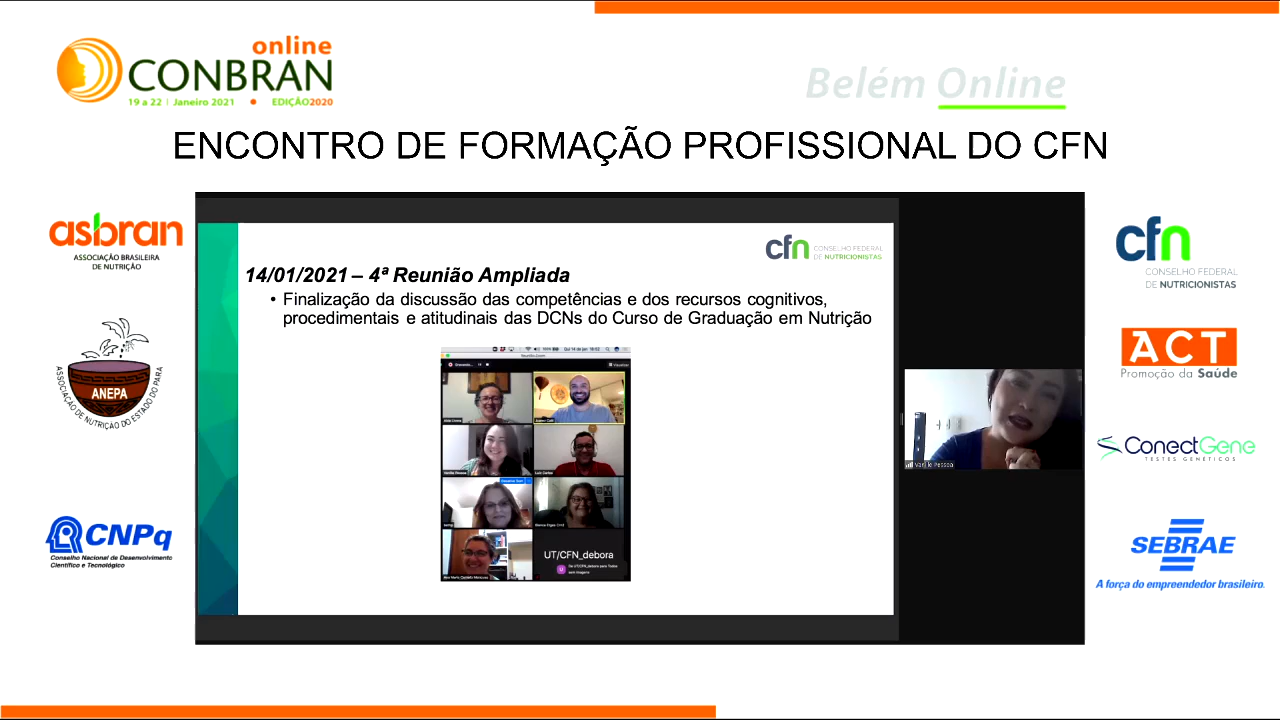 online
CONBRAN
19 a 22 | Janeiro 2021 • EDIÇÃO2020
Belém Online
ENCONTRO DE FORMAÇÃO PROFISSIONAL DO CFN
asbran
ASSOCIAÇÃO BRASILEIRA
DE NUTRIÇÃO
ANEPA
ASSOCIAÇÃO DE NUTRIÇÃO DO ESTADO DO PARÁ
CNPq
Conselho Nacional de Desenvolvimento
Científico e Tecnológico
cfn
CONSELHO FEDERAL
DE NUTRICIONISTAS
14/01/2021 – 4ª Reunião Ampliada
• Finalização da discussão das competências e dos recursos cognitivos,
procedimentais e atitudinais das DCNs do Curso de Graduação em Nutrição
UT/CFN_debora
Vanille Pessoa
cfn
CONSELHO FEDERAL
DE NUTRICIONISTAS
ACT
Promoção da Saúde
ConectGene
TESTES GENÉTICOS
SEBRAE
A força do empreendedor brasileiro.